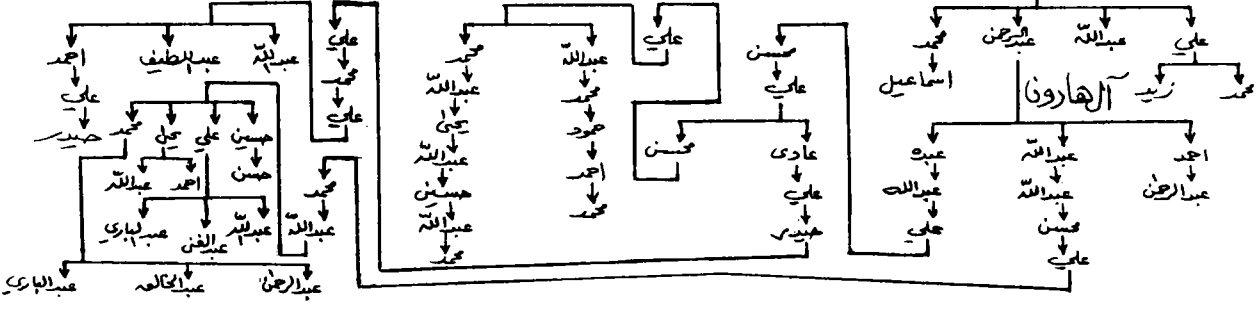 علي عبدالله عبدالرحمن محمد محسن علي عبدالله محمد علي عبدالله عبداللطيف احمد
محمد زيد آل هارون اسماعيل علي محمد عبدالله محمد علي
حمود يحيى علي حسين علي يحيى محمد حيدر
احمد عبدالله عبده عادى محسن احمد عبدالله حسن احمد عبدالله
عبدالرحمن عبدالله عبدالله علي محمد حسين محمد
محسن علي حيدر عبدالله عبدالله عبدالله عبدالغني عبدالباري
علي محمد
عبدالرحمن عبدالخالق عبدالباري